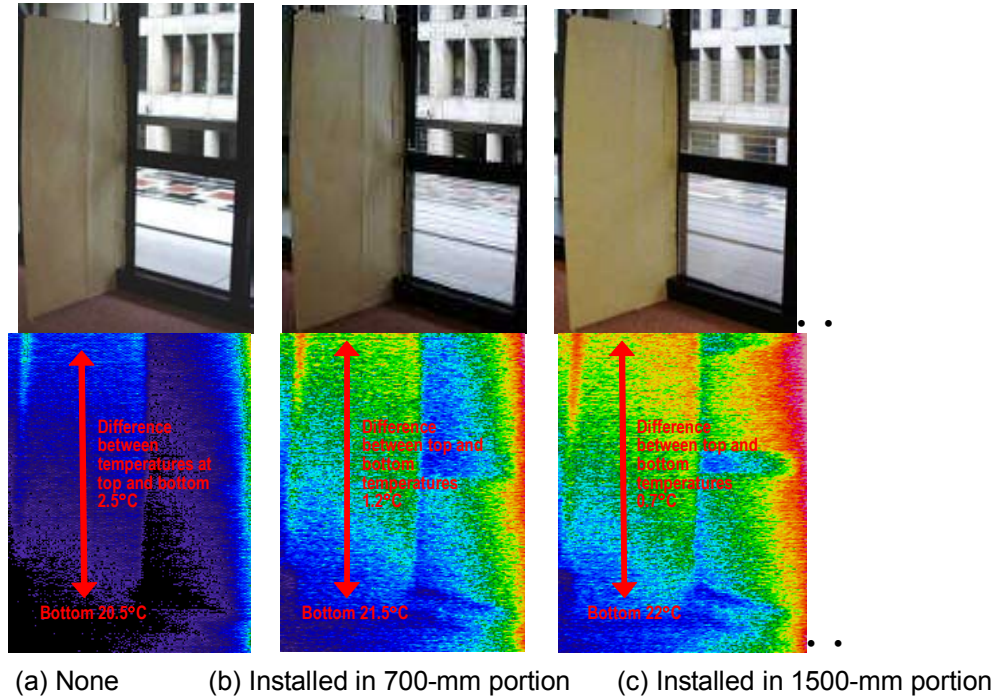 Difference
between
temperatures at
top and bottom
2.5°C
Bottom 20.5°C
Difference
between top and
bottom
temperatures
1.2°C
Bottom 21.5°C
Difference
between top and
bottom
temperatures
0.7°C
Bottom 22°C
(a) None
(b) Installed in 700-mm portion
(c) Installed in 1500-mm portion